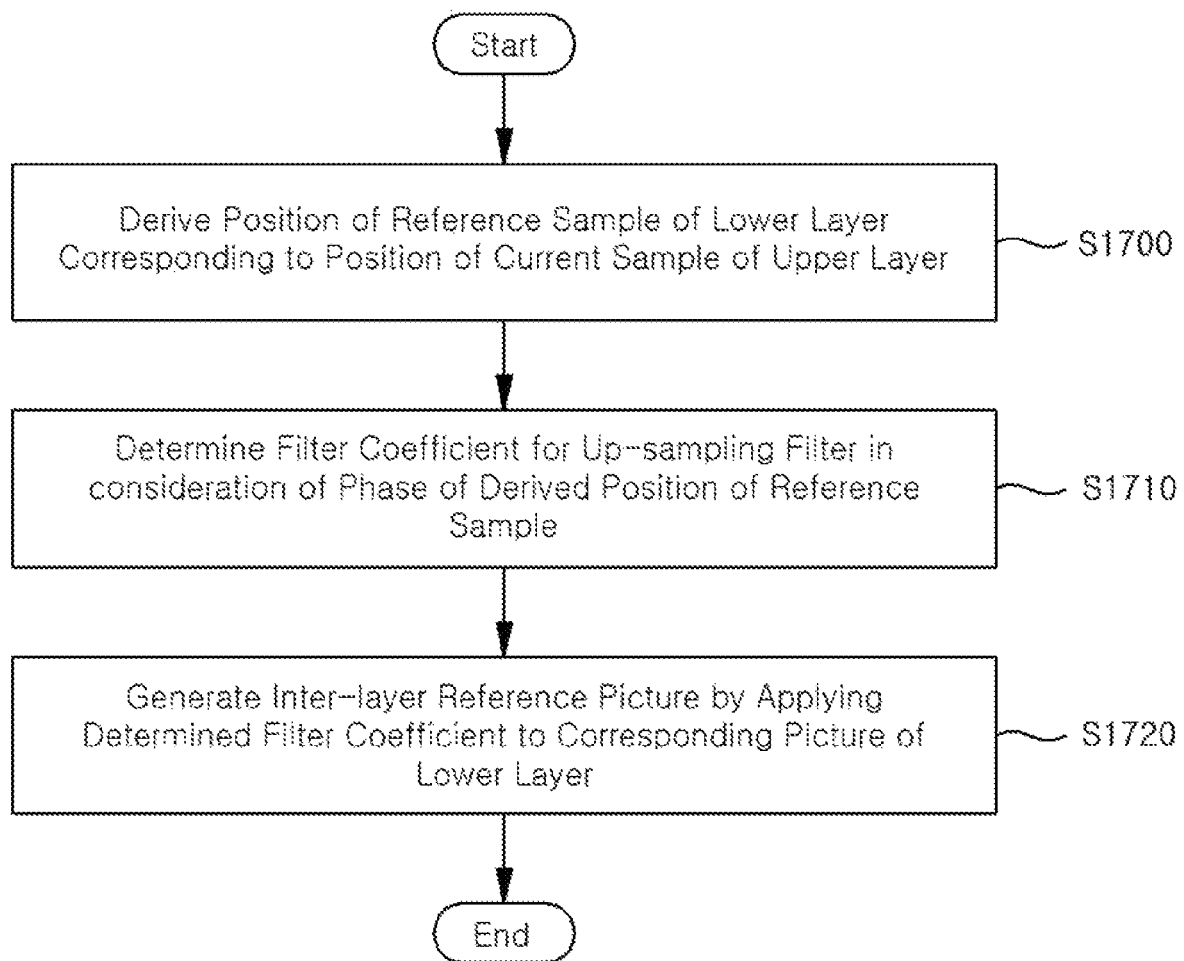 Start
Derive Position of Reference Sample of Lower Layer
Corresponding to Position of Current Sample of Upper Layer
S1700
Determine Filter Coefficient for Up-sampling Filter in
consideration of Phase of Derived Position of Reference
Sample
S1710
Generate Inter-layer Reference Picture by Applying
Determined Filter Coefficient to Corresponding Picture of
Lower Layer
S1720
End